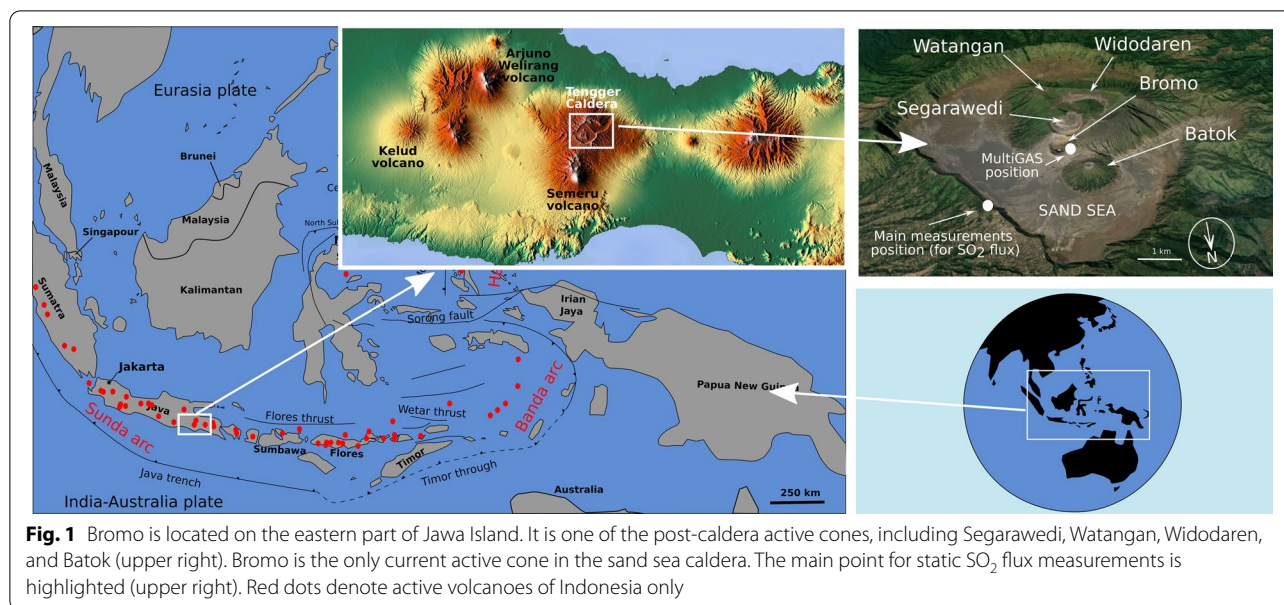 Eurasia plate
Malaysia
Brunei
Malaysia
Singapour
Kalimantan
Sumatra
Jakarta
Java
Sunda arc
Java trench
India-Australia plate
North Sul
Sorong fault
Irian
Jaya
Papua New Guin
Flores thrust
Wetar thrust
Banda arc
Sumbawa
Flores
Timor
Timor through
Australia
250 km
Arjuno
Welirang
volcano
Tengger
Caldera
Kelud
volcano
Semeru
volcano
Watangan
Widodaren
Segarawedi
Bromo
Batok
MultiGAS
position
SAND SEA
Main measurements
position (for SO₂ flux)
1 km
N
Fig. 1 Bromo is located on the eastern part of Jawa Island. It is one of the post-caldera active cones, including Segarawedi, Watangan, Widodaren,
and Batok (upper right). Bromo is the only current active cone in the sand sea caldera. The main point for static SO₂ flux measurements is
highlighted (upper right). Red dots denote active volcanoes of Indonesia only